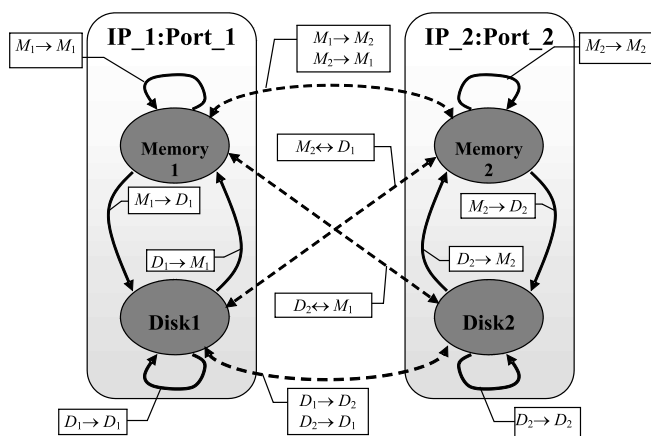 IP_1:Port_1
IP_2:Port_2
M₁→M₁
M₁→M₂
M₂→M₁
M₂→M₂
Memory
1
Memory
2
M₂↔D₁
M₁→D₁
M₂→D₂
D₁→M₁
D₂→M₂
D₂↔M₁
Disk1
Disk2
D₁→D₁
D₁→D₂
D₂→D₁
D₂→D₂